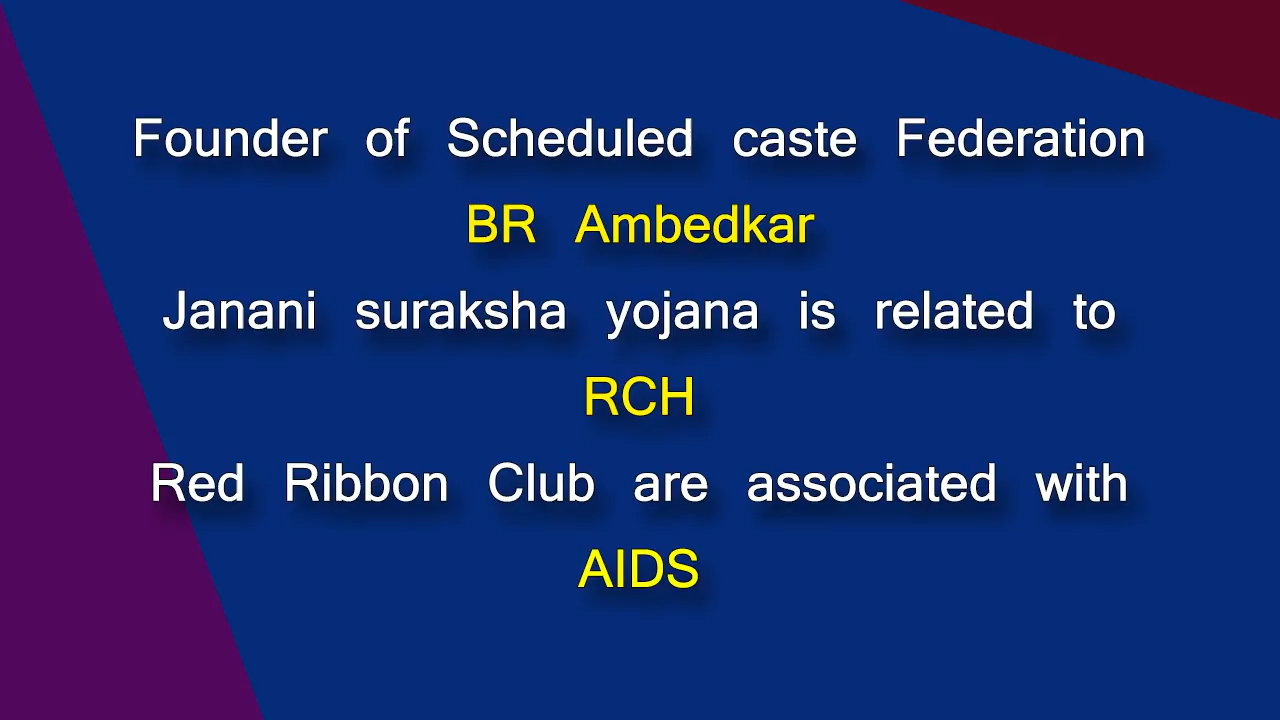 Founder of Scheduled caste Federation
BR Ambedkar
Janani suraksha yojana is related to
RCH
Red Ribbon Club are associated with
AIDS